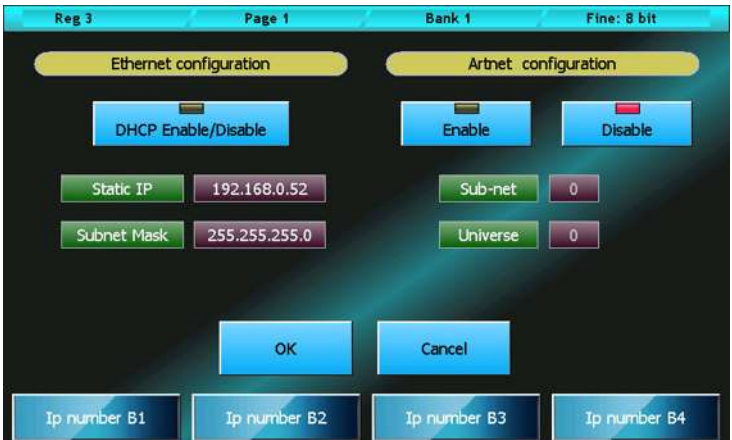 Reg 3 Page 1 Bank 1 Fine: 8 bit
Ethernet configuration Artnet configuration
DHCP Enable/Disable Enable Disable
Static IP 192.168.0.52 Sub-net 0
Subnet Mask 255.255.255.0 Universe 0
OK Cancel
Ip number B1 Ip number B2 Ip number B3 Ip number B4